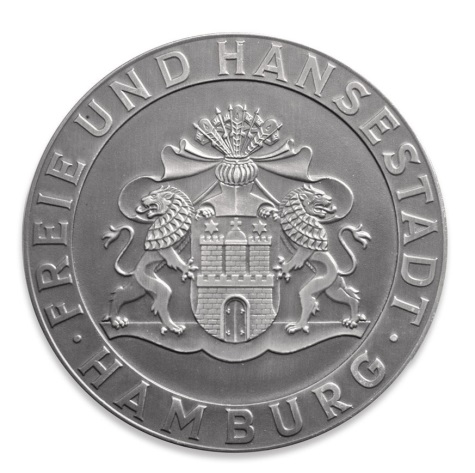 FREIE UND HANSESTADT
· HAMBURG ·